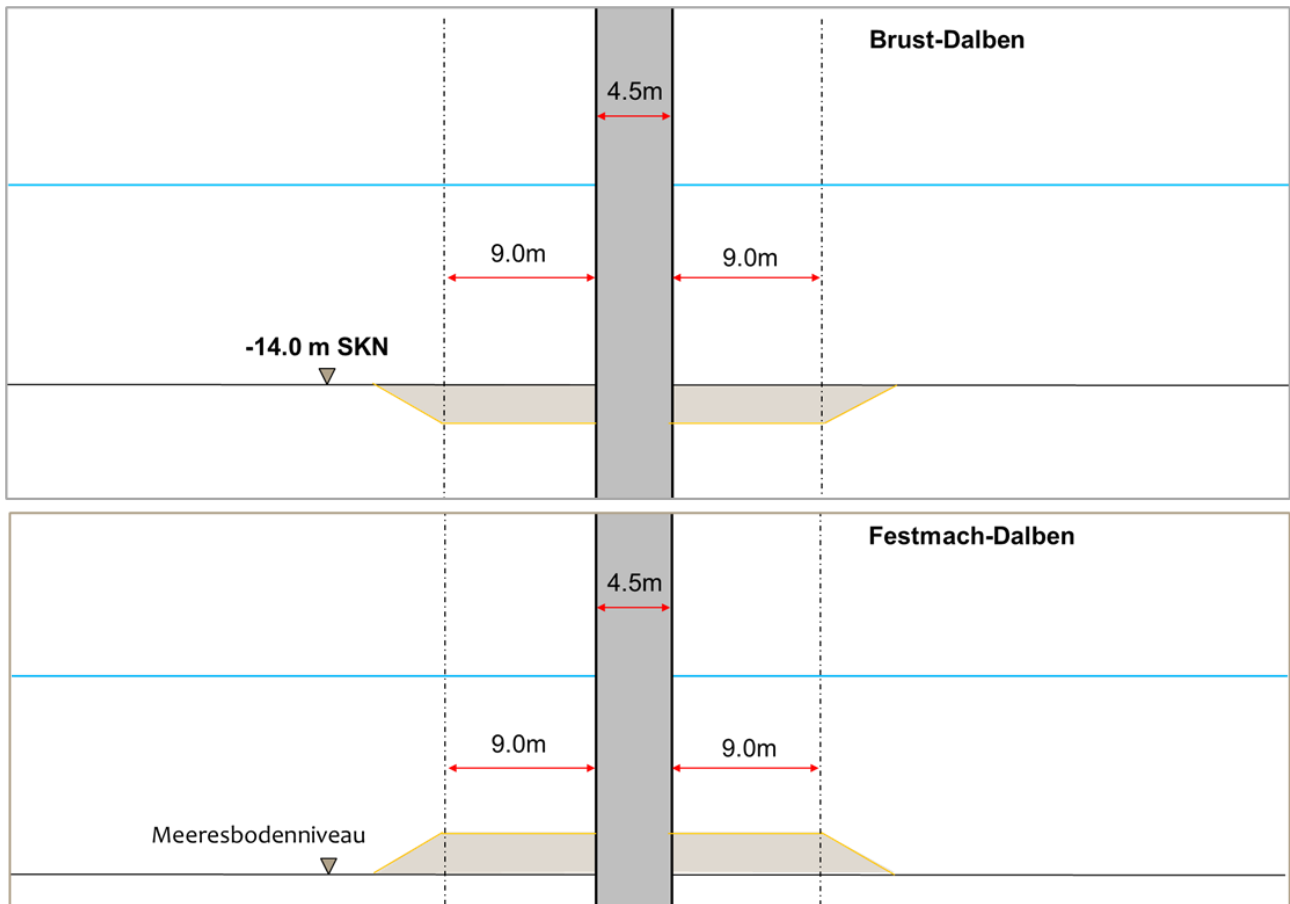 Brust-Dalben
4.5m
9.0m
9.0m
-14.0 m SKN
Festmach-Dalben
4.5m
9.0m
9.0m
Meeresbodenniveau